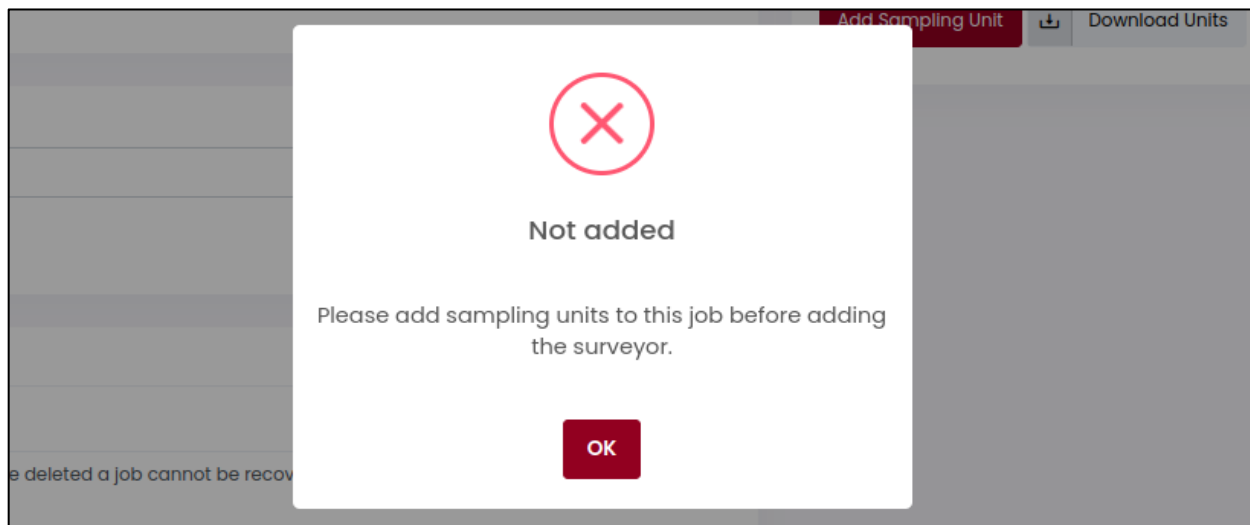 Add Sampling Unit
Download Units
Not added
Please add sampling units to this job before adding
the surveyor.
OK
e deleted a job cannot be recov